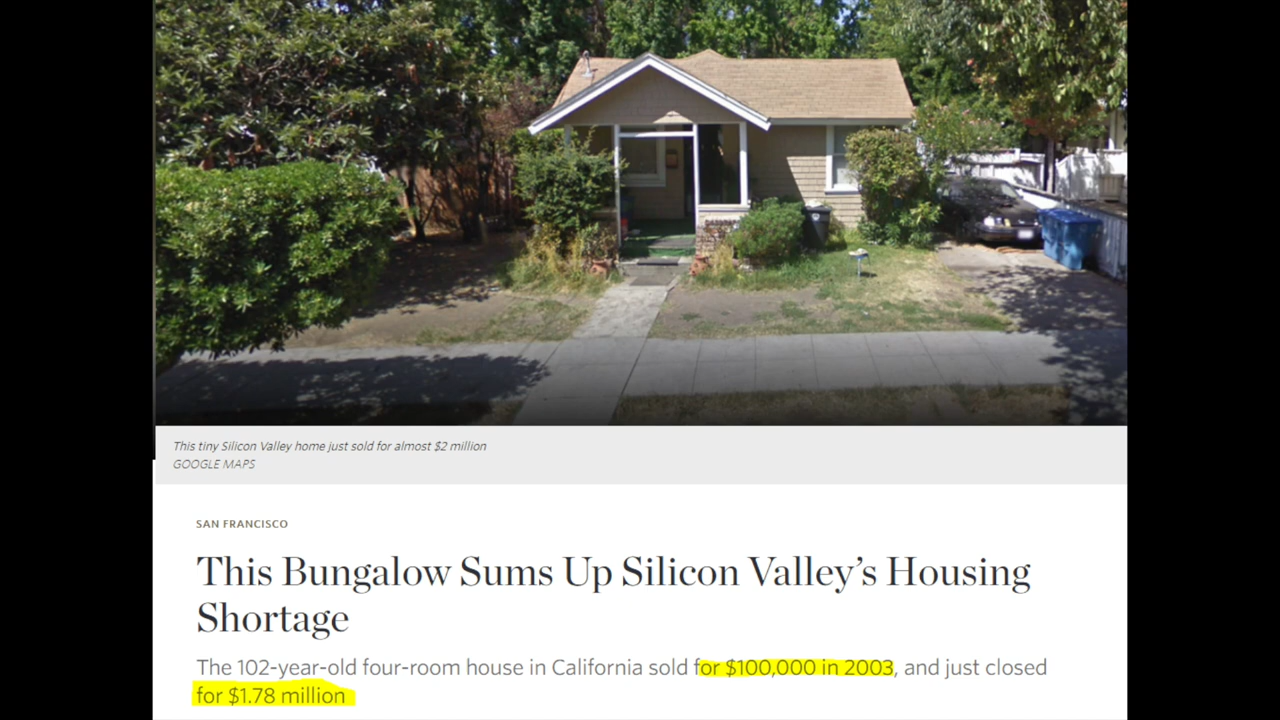 This tiny Silicon Valley home just sold for almost $2 million
GOOGLE MAPS
SAN FRANCISCO
This Bungalow Sums Up Silicon Valley’s Housing
Shortage
The 102-year-old four-room house in California sold for $100,000 in 2003, and just closed
for $1.78 million